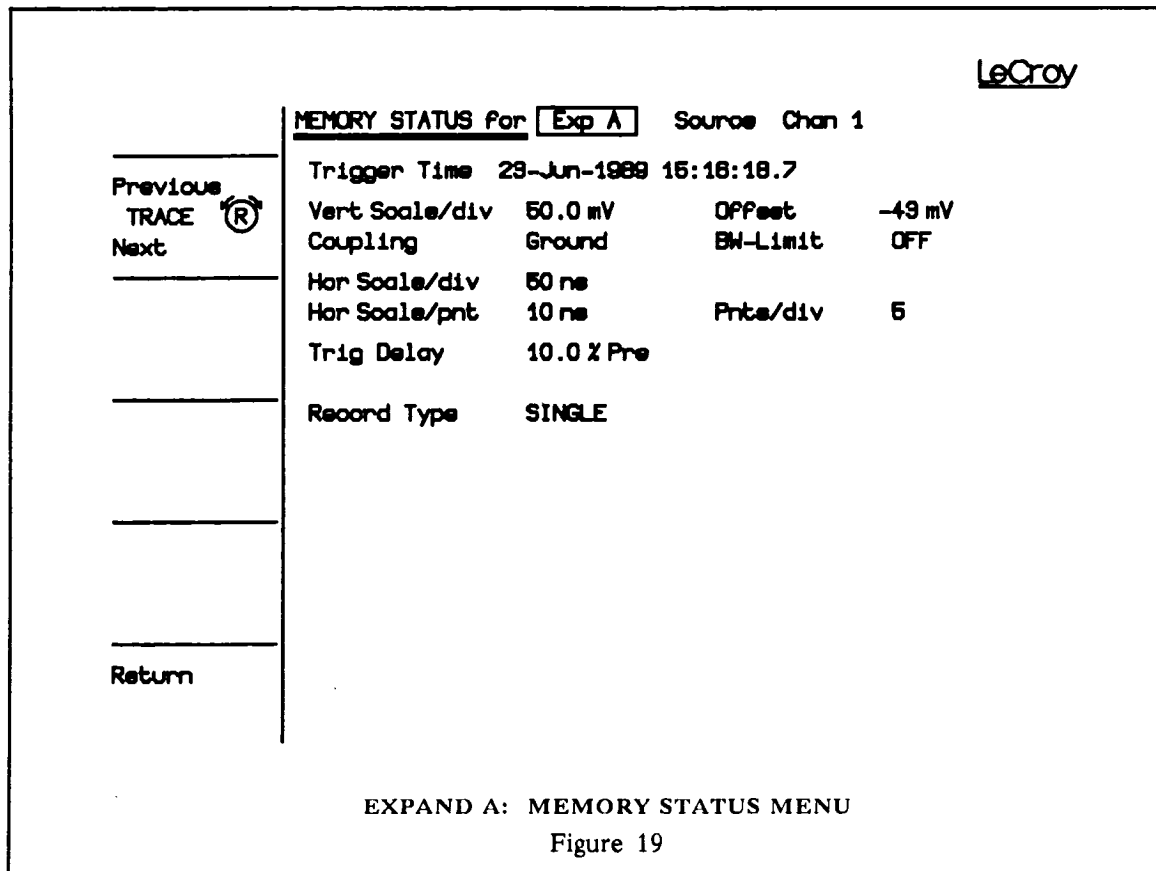 LeCroy
MEMORY STATUS for Exp A Source Chan 1
Trigger Time 23-Jun-1989 15:16:18.7
Previous
TRACE R
Next
Vert Scale/div 50.0 mV Offset -49 mV
Coupling Ground BW-Limit OFF
Hor Scale/div 50 ns
Hor Scale/pnt 10 ns Pnts/div 5
Trig Delay 10.0 % Pre
Record Type SINGLE
Return
EXPAND A: MEMORY STATUS MENU
Figure 19